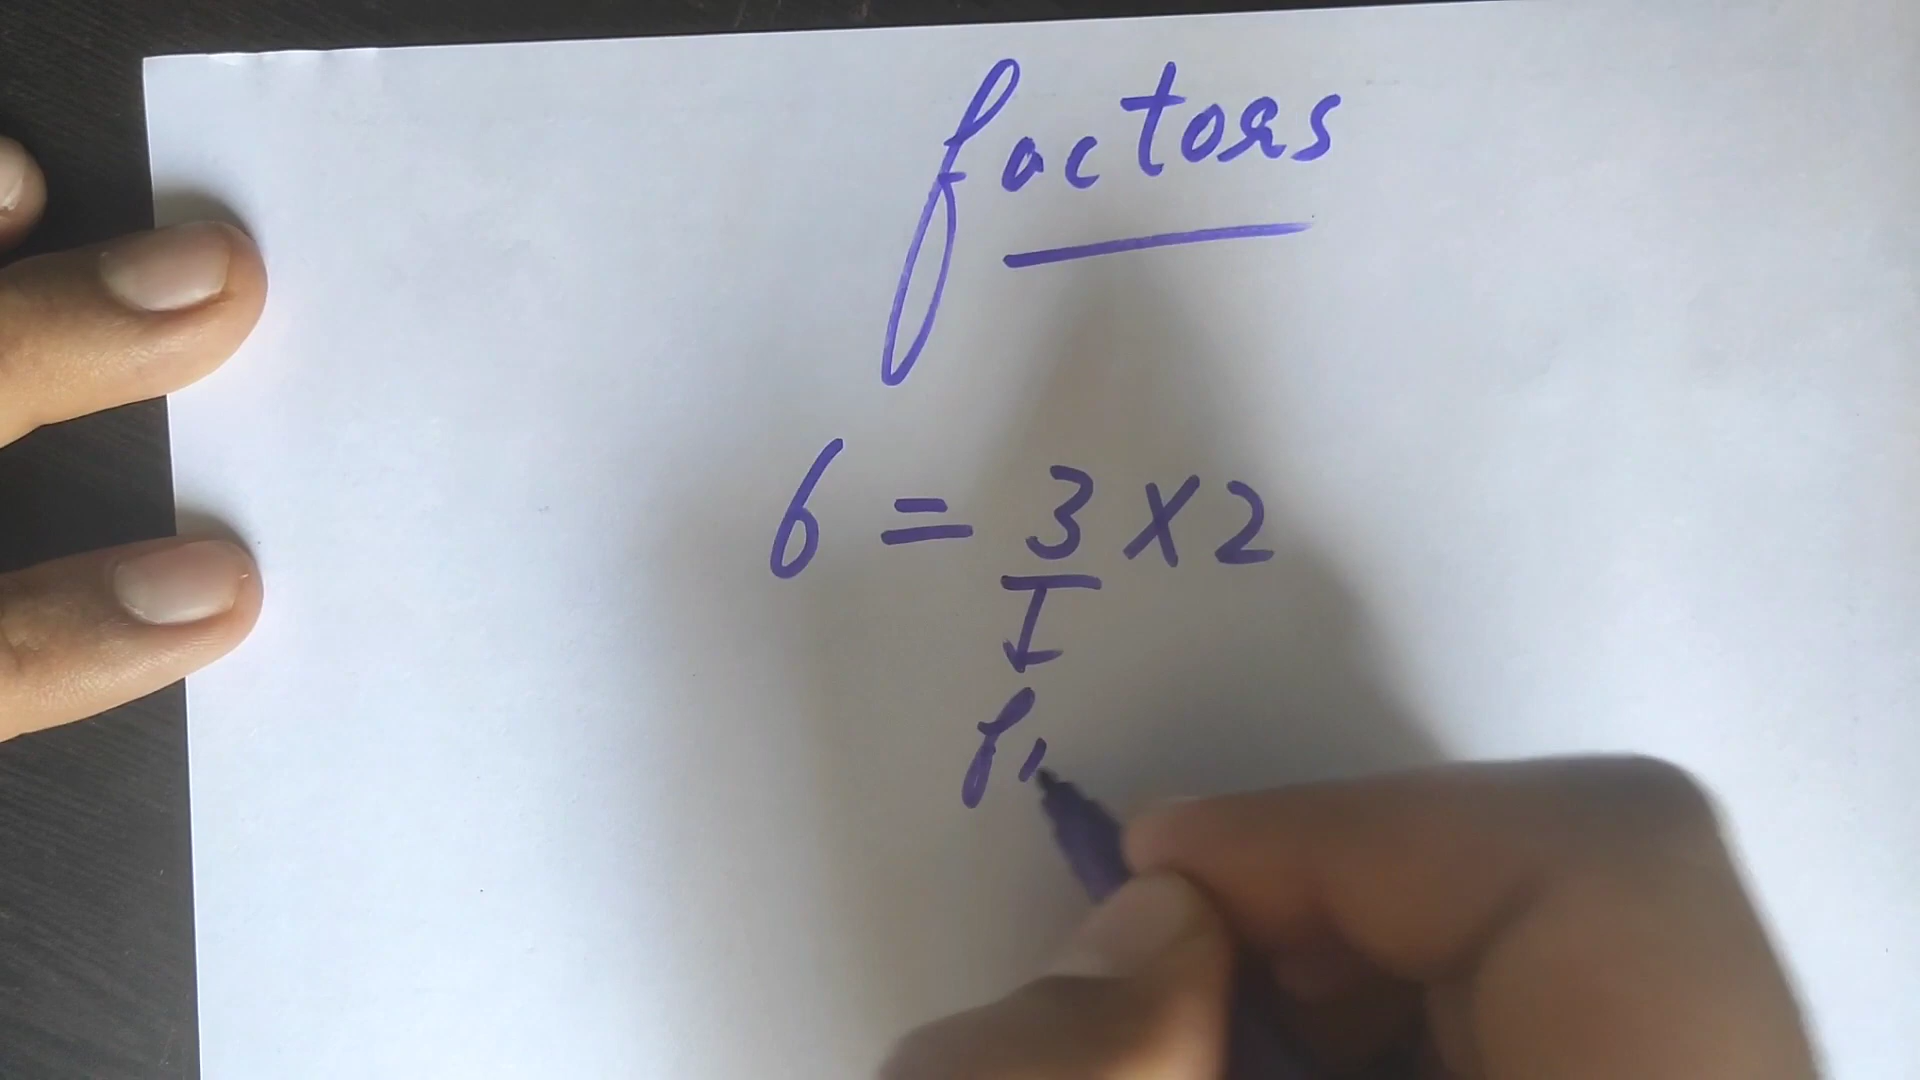 factors
6 = 3 x 2